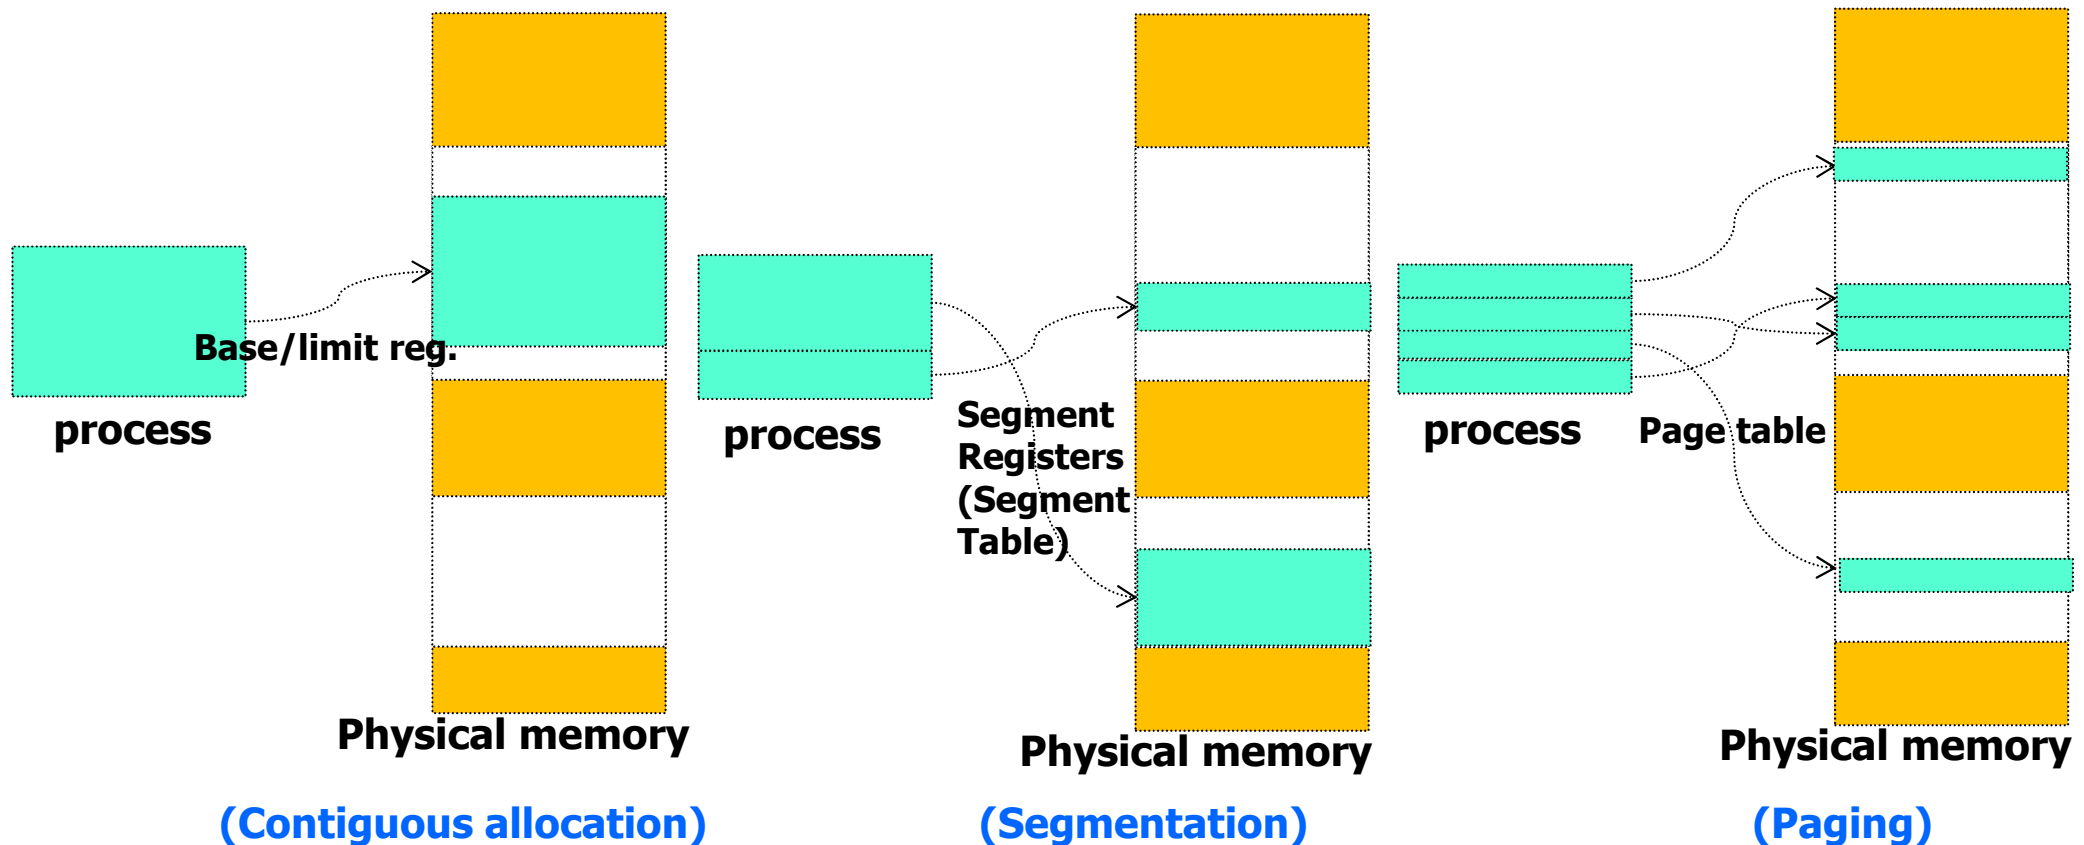 Base/limit reg.
process
Physical memory
(Contiguous allocation)
process
Segment
Registers
(Segment
Table)
Physical memory
(Segmentation)
process
Page table
Physical memory
(Paging)